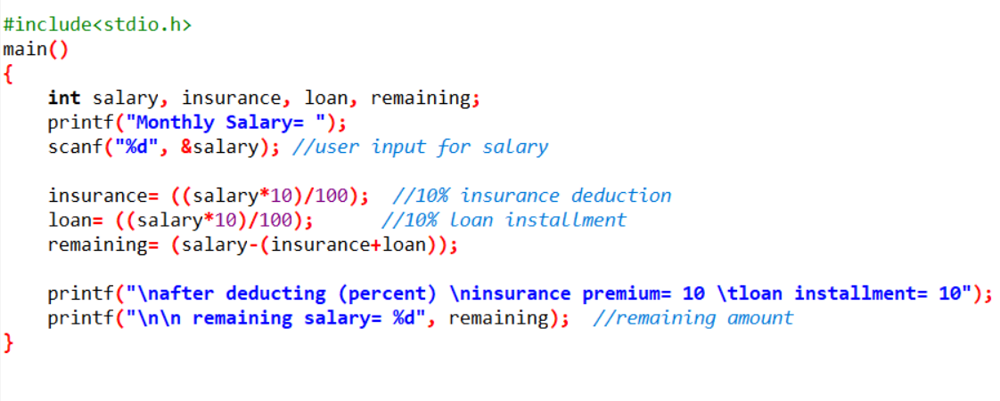 #include<stdio.h>
main()
{
    int salary, insurance, loan, remaining;
    printf("Monthly Salary= ");
    scanf("%d", &salary); //user input for salary

    insurance= ((salary*10)/100);  //10% insurance deduction
    loan= ((salary*10)/100);      //10% loan installment
    remaining= (salary-(insurance+loan));

    printf("\nafter deducting (percent) \ninsurance premium= 10 \tloan installment= 10");
    printf("\n\n remaining salary= %d", remaining);  //remaining amount
}